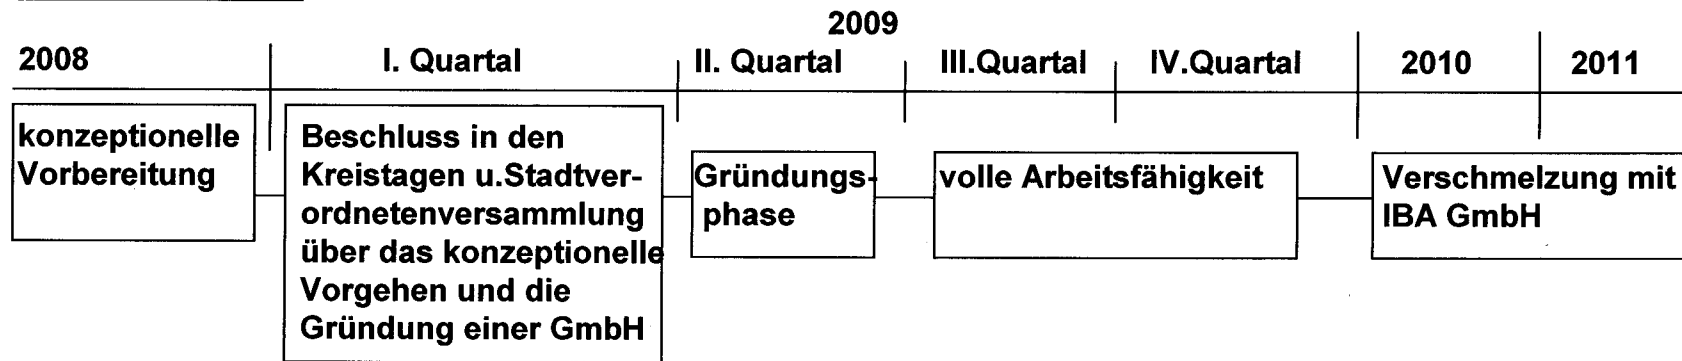 2009
2008 I. Quartal II. Quartal III.Quartal IV.Quartal 2010 2011
konzeptionelle
Vorbereitung
Beschluss in den
Kreistagen u.Stadtver-
ordnetenversammlung
über das konzeptionelle
Vorgehen und die
Gründung einer GmbH
Gründungs-
phase
volle Arbeitsfähigkeit
Verschmelzung mit
IBA GmbH